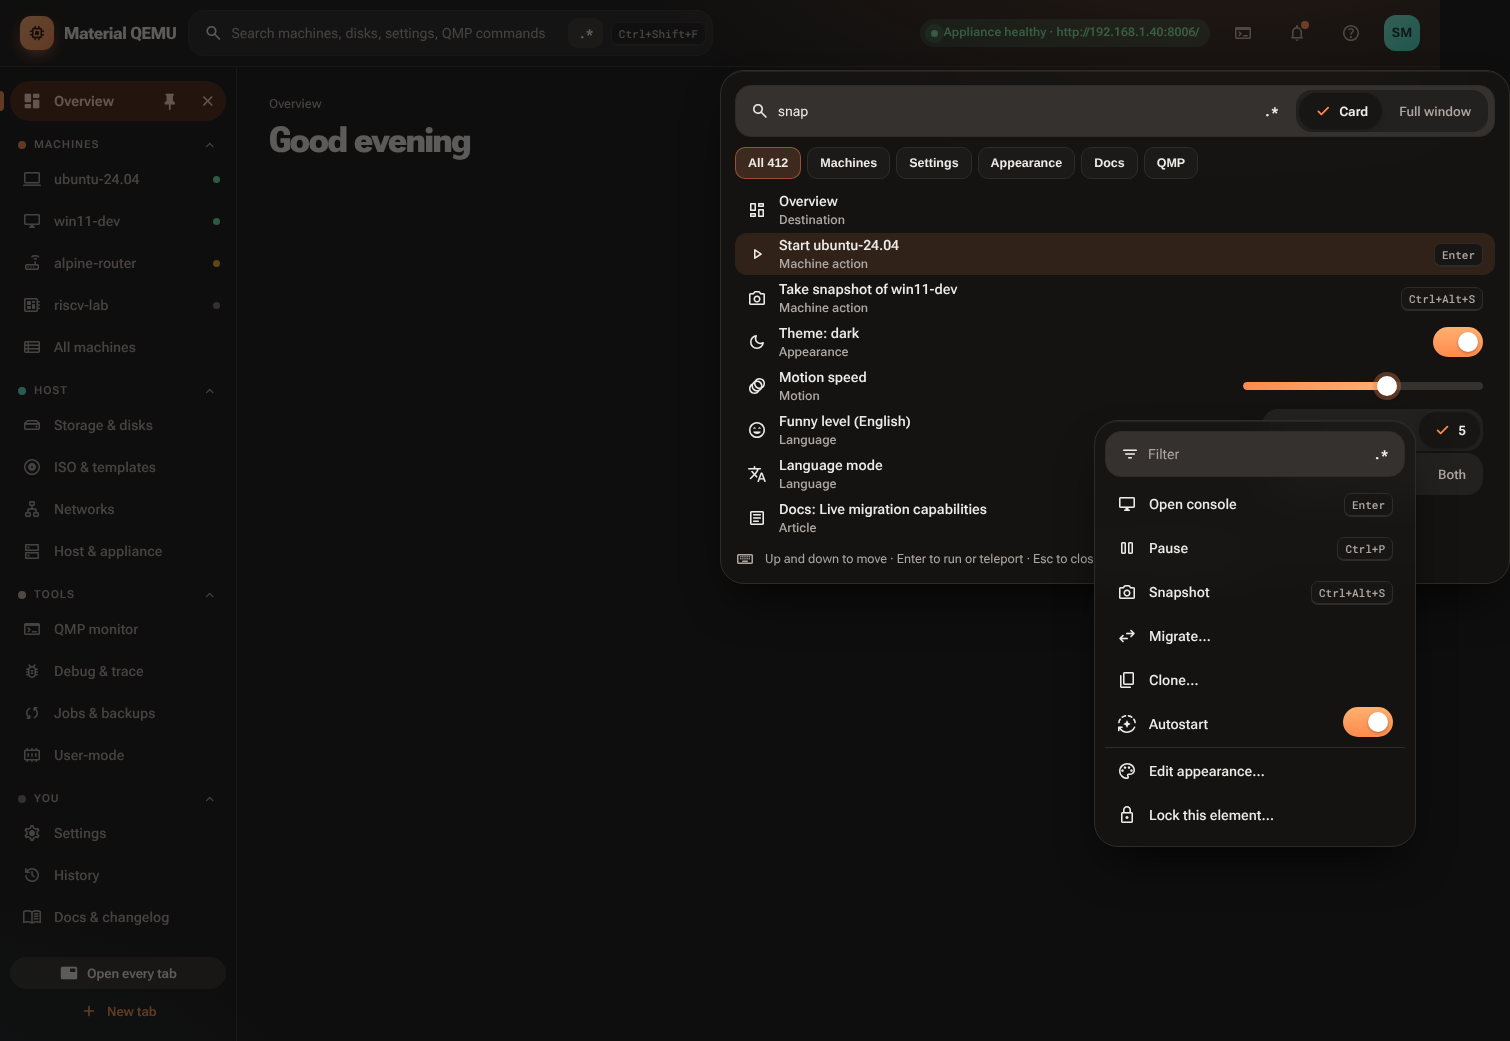 Material QEMU
Search machines, disks, settings, QMP commands
.*
Ctrl+Shift+F
Appliance healthy · http://192.168.1.40:8006/
SM
Overview
MACHINES
ubuntu-24.04
win11-dev
alpine-router
riscv-lab
All machines
HOST
Storage & disks
ISO & templates
Networks
Host & appliance
TOOLS
QMP monitor
Debug & trace
Jobs & backups
User-mode
YOU
Settings
History
Docs & changelog
Open every tab
New tab
Overview
Good evening
snap
.*
Card
Full window
All 412
Machines
Settings
Appearance
Docs
QMP
Overview
Destination
Start ubuntu-24.04
Machine action
Enter
Take snapshot of win11-dev
Machine action
Ctrl+Alt+S
Theme: dark
Appearance
Motion speed
Motion
Funny level (English)
Language
5
Language mode
Language
Both
Docs: Live migration capabilities
Article
Up and down to move · Enter to run or teleport · Esc to clos
Filter
.*
Open console
Enter
Pause
Ctrl+P
Snapshot
Ctrl+Alt+S
Migrate...
Clone...
Autostart
Edit appearance...
Lock this element...